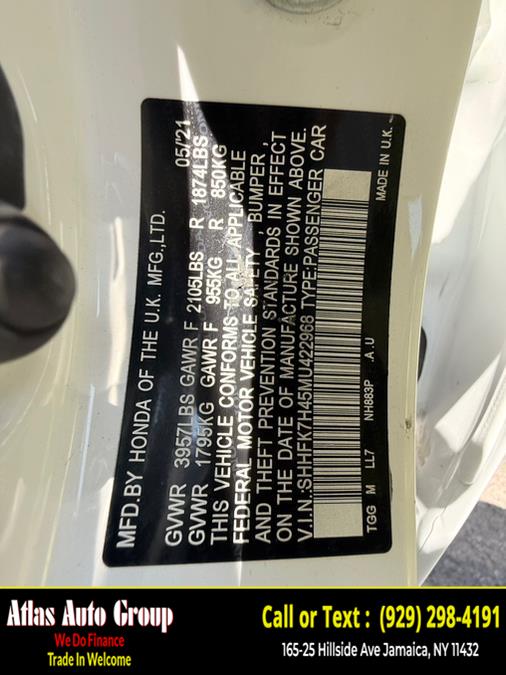 MFD.BY HONDA OF THE U.K. MFG.,LTD. 05/'21
GVWR 3957LBS GAWR F 2105LBS R 1874LBS
GVWR 1795KG GAWR F 955KG R 850KG
THIS VEHICLE CONFORMS TO ALL APPLICABLE
FEDERAL MOTOR VEHICLE SAFETY , BUMPER ,
AND THEFT PREVENTION STANDARDS IN EFFECT
ON THE DATE OF MANUFACTURE SHOWN ABOVE.
V.I.N.:SHHFK7H45MU422968 TYPE:PASSENGER CAR
TGG M LL7 NH883P A.U MADE IN U.K.
Atlas Auto Group
We Do Finance
Trade In Welcome
Call or Text : (929) 298-4191
165-25 Hillside Ave Jamaica, NY 11432